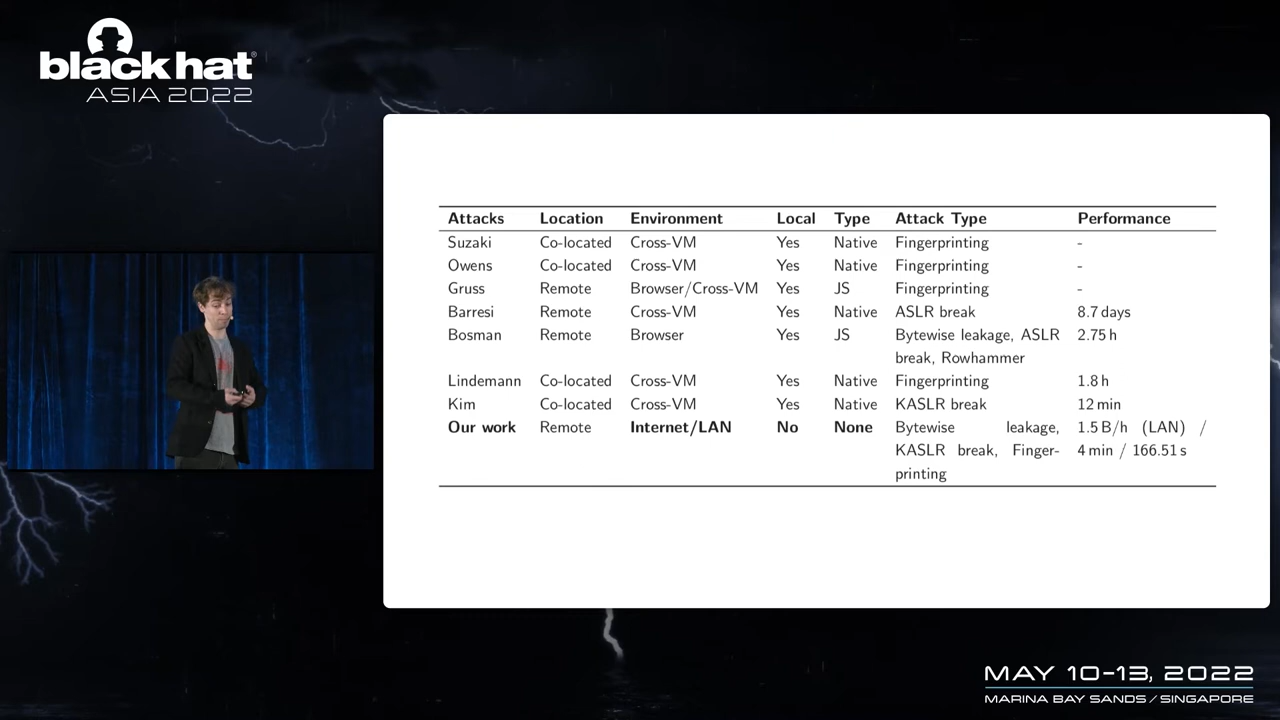 black hat®
ASIA 2022
Attacks Location Environment Local Type Attack Type Performance
Suzaki Co-located Cross-VM Yes Native Fingerprinting -
Owens Co-located Cross-VM Yes Native Fingerprinting -
Gruss Remote Browser/Cross-VM Yes JS Fingerprinting -
Barresi Remote Cross-VM Yes Native ASLR break 8.7 days
Bosman Remote Browser Yes JS Bytewise leakage, ASLR 2.75 h
break, Rowhammer
Lindemann Co-located Cross-VM Yes Native Fingerprinting 1.8 h
Kim Co-located Cross-VM Yes Native KASLR break 12 min
Our work Remote Internet/LAN No None Bytewise leakage, 1.5 B/h (LAN) /
KASLR break, Finger- 4 min / 166.51 s
printing
MAY 10-13, 2022
MARINA BAY SANDS / SINGAPORE